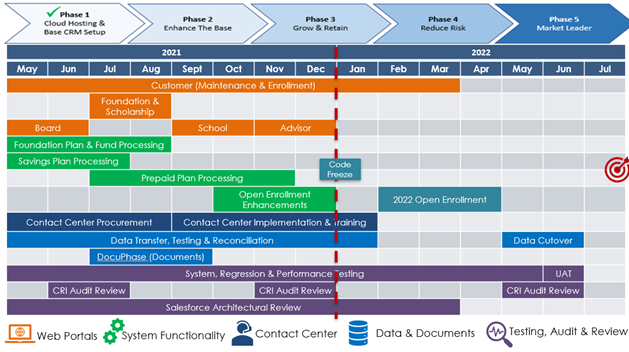 Phase 1
Cloud Hosting &
Base CRM Setup
Phase 2
Enhance The Base
Phase 3
Grow & Retain
Phase 4
Reduce Risk
Phase 5
Market Leader
2021
2022
May Jun Jul Aug Sept Oct Nov Dec Jan Feb Mar Apr May Jun Jul
Customer (Maintenance & Enrollment)
Foundation &
Scholarship
Board
School
Advisor
Foundation Plan & Fund Processing
Savings Plan Processing
Code
Freeze
Prepaid Plan Processing
Open Enrollment
Enhancements
2022 Open Enrollment
Contact Center Procurement
Contact Center Implementation & Training
Data Transfer, Testing & Reconciliation
Data Cutover
DocuPhase (Documents)
System, Regression & Performance Testing
UAT
CRI Audit Review
CRI Audit Review
CRI Audit Review
Salesforce Architectural Review
Web Portals
System Functionality
Contact Center
Data & Documents
Testing, Audit & Review